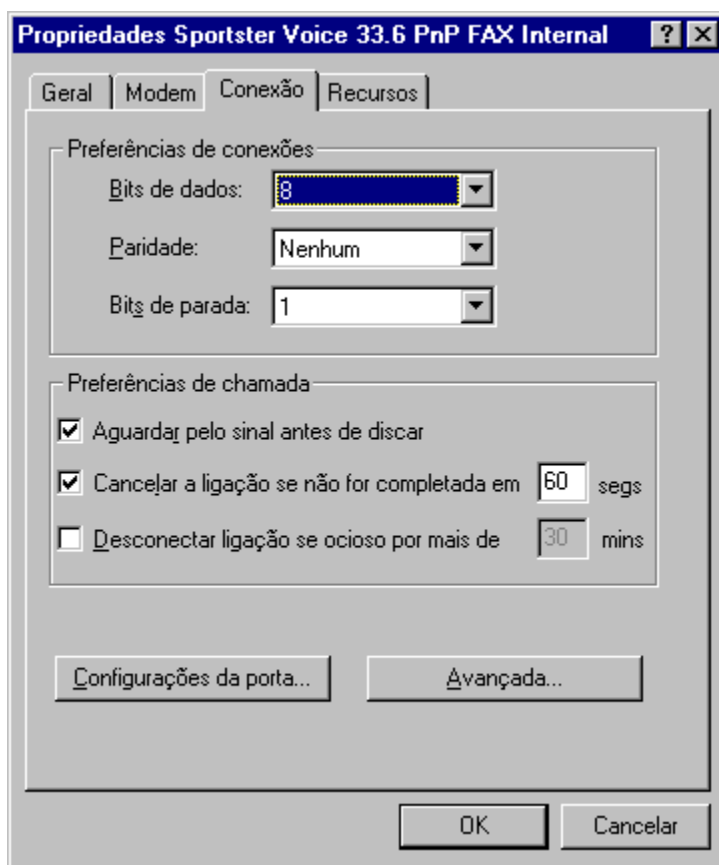 Propriedades Sportster Voice 33.6 PnP FAX Internal ? X
Geral Modem Conexão Recursos
Preferências de conexões
Bits de dados: 8
Paridade: Nenhum
Bits de parada: 1
Preferências de chamada
Aguardar pelo sinal antes de discar
Cancelar a ligação se não for completada em 60 segs
Desconectar ligação se ocioso por mais de 30 mins
Configurações da porta... Avançada...
OK Cancelar